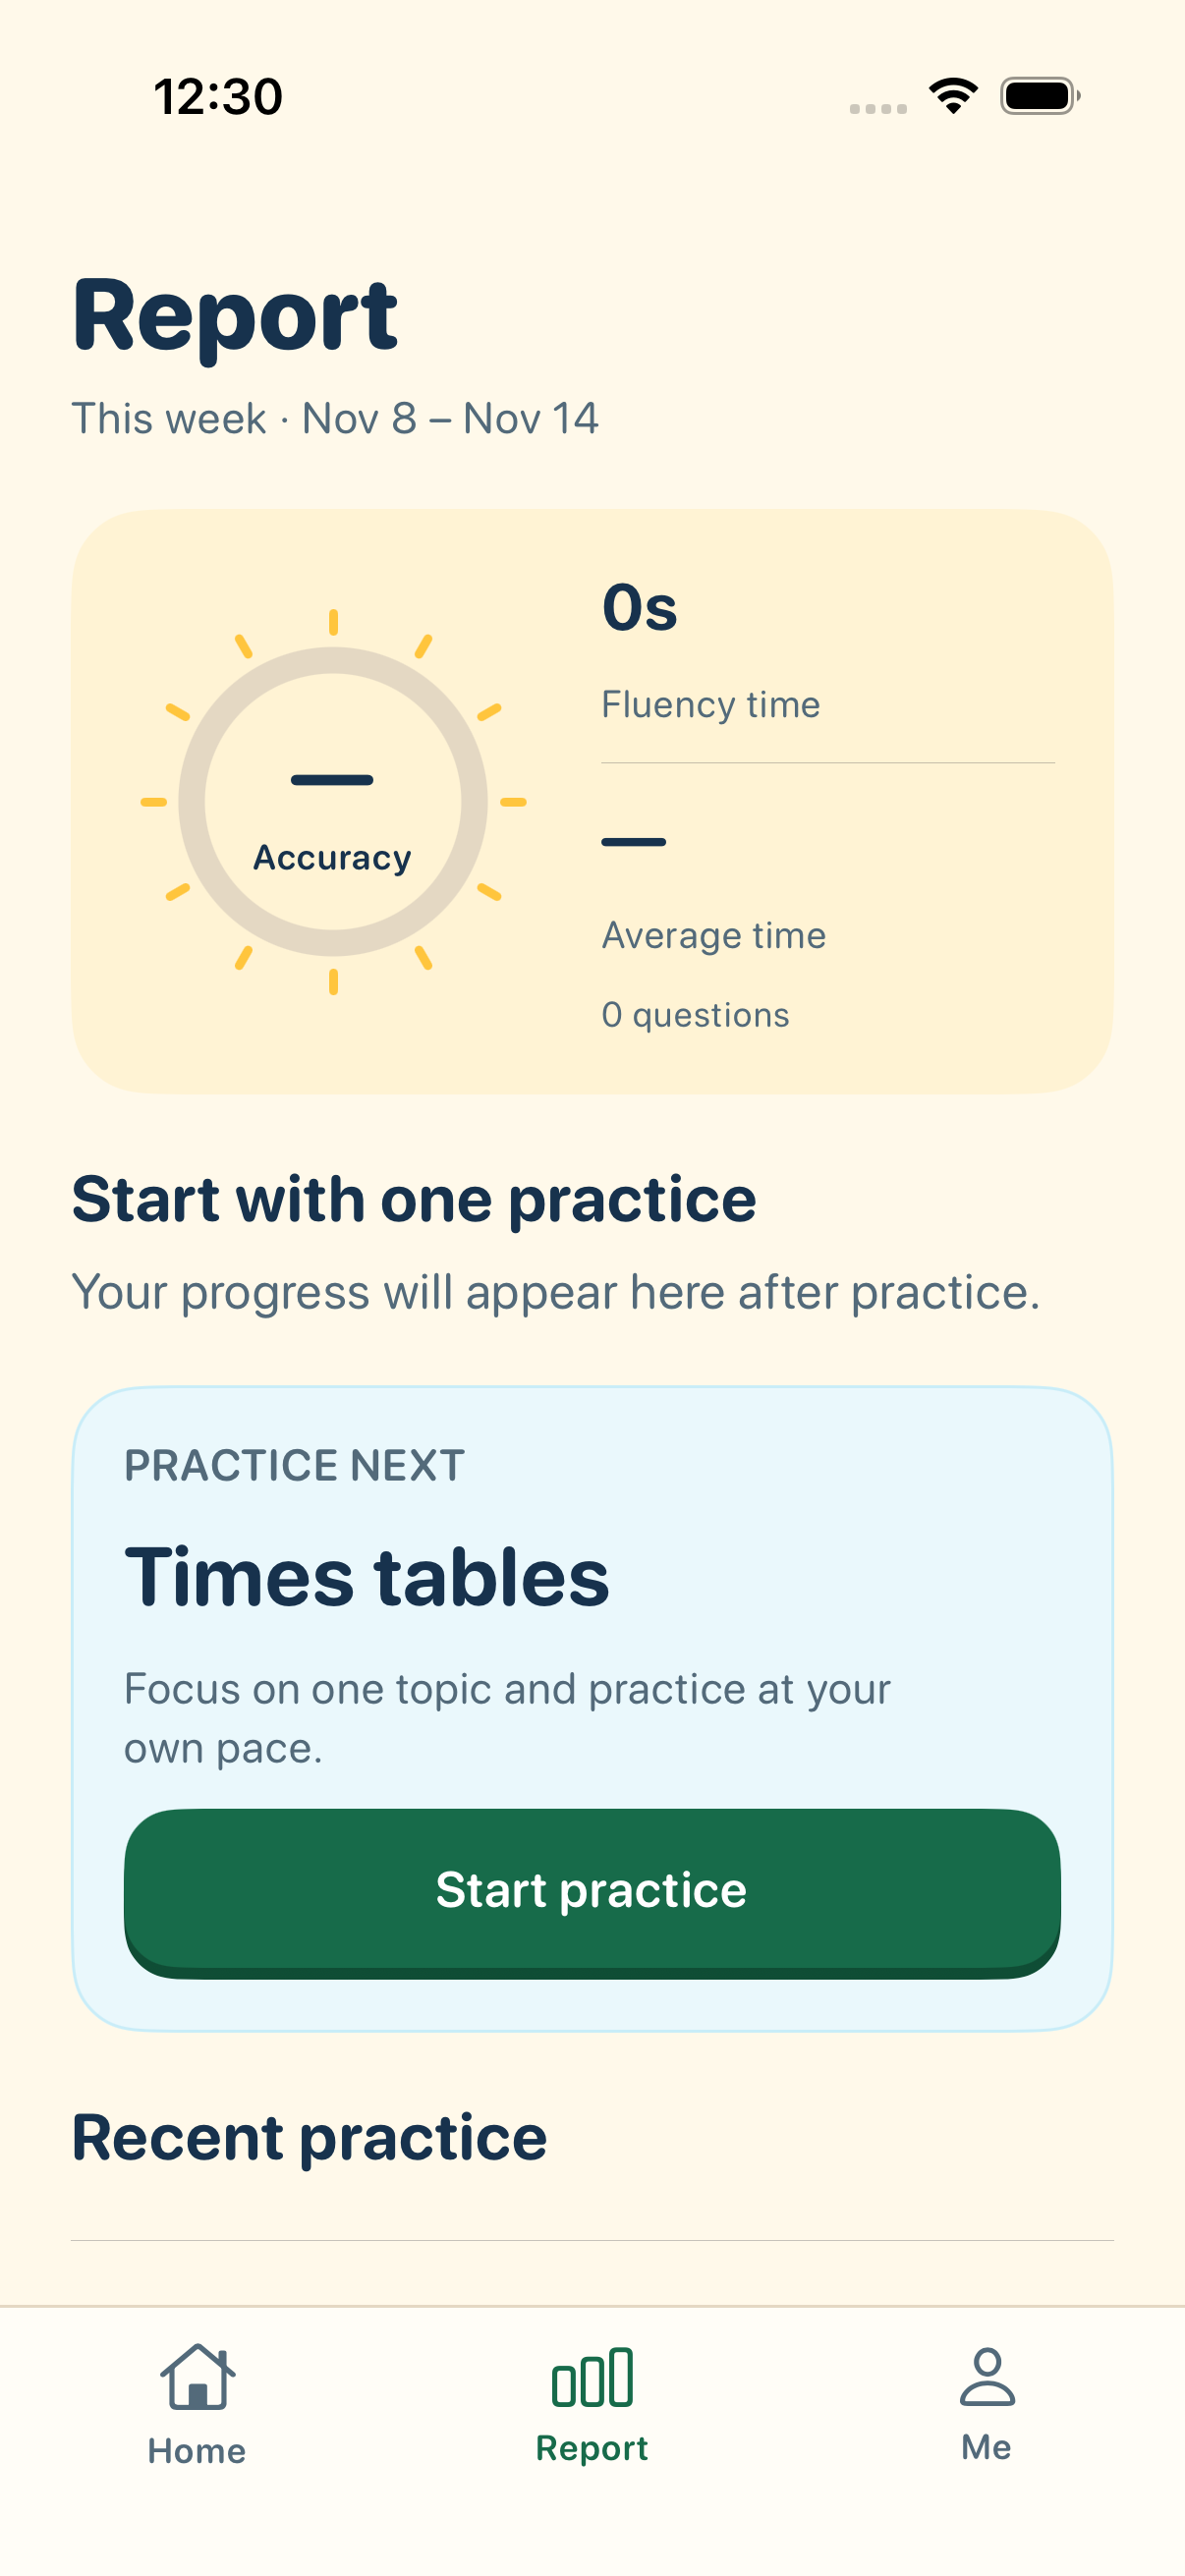 12:30
Report
This week · Nov 8 – Nov 14
0s
Fluency time
—
Accuracy
—
Average time
0 questions
Start with one practice
Your progress will appear here after practice.
PRACTICE NEXT
Times tables
Focus on one topic and practice at your
own pace.
Start practice
Recent practice
Home
Report
Me